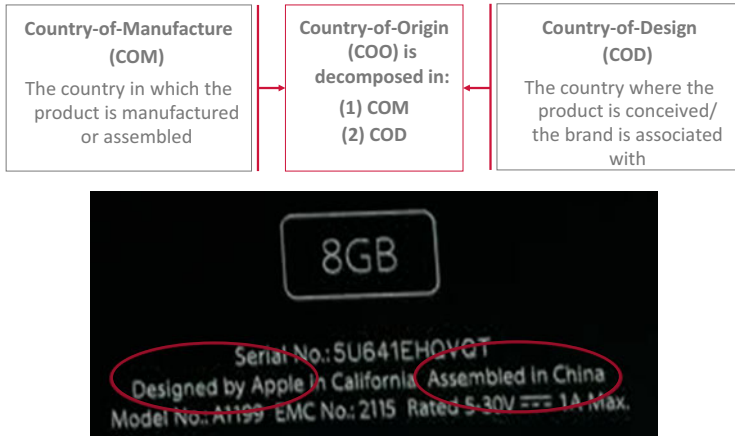 Country-of-Manufacture
(COM)
The country in which the
product is manufactured
or assembled
Country-of-Origin
(COO) is
decomposed in:
(1) COM
(2) COD
Country-of-Design
(COD)
The country where the
product is conceived/
the brand is associated
with
8GB
Serial No.: 5U641EHQVQT
Designed by Apple in California Assembled in China
Model No.: A1199 EMC No.: 2115 Rated 5-30V 1A Max.